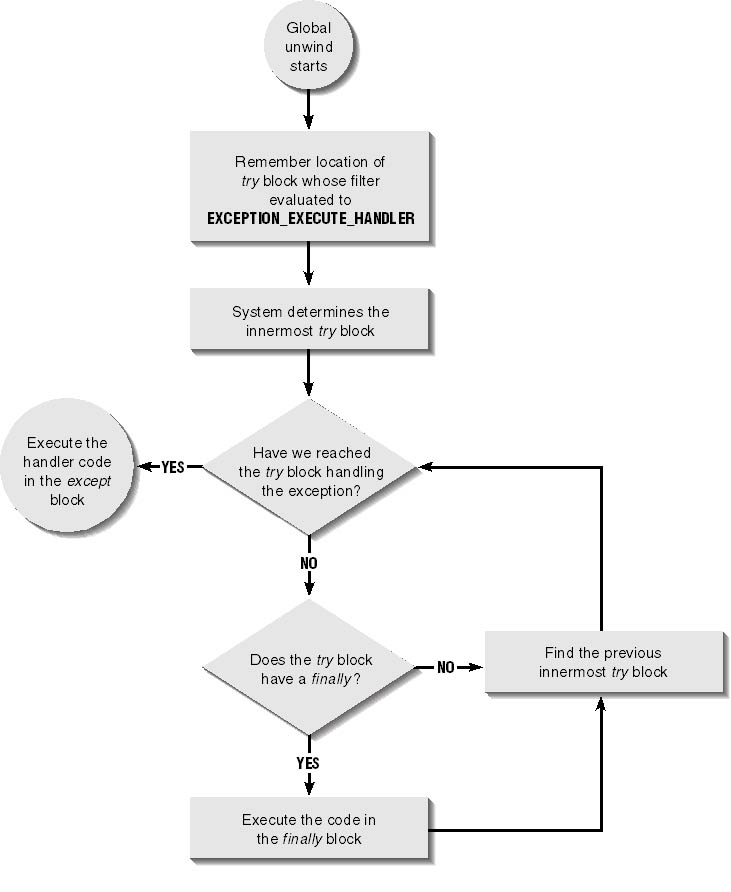 Global
unwind
starts
Remember location of
try block whose filter
evaluated to
EXCEPTION_EXECUTE_HANDLER
System determines the
innermost try block
Have we reached
the try block handling
the exception?
YES
Execute the
handler code
in the except
block
NO
Does the try block
have a finally?
NO
Find the previous
innermost try block
YES
Execute the code in
the finally block